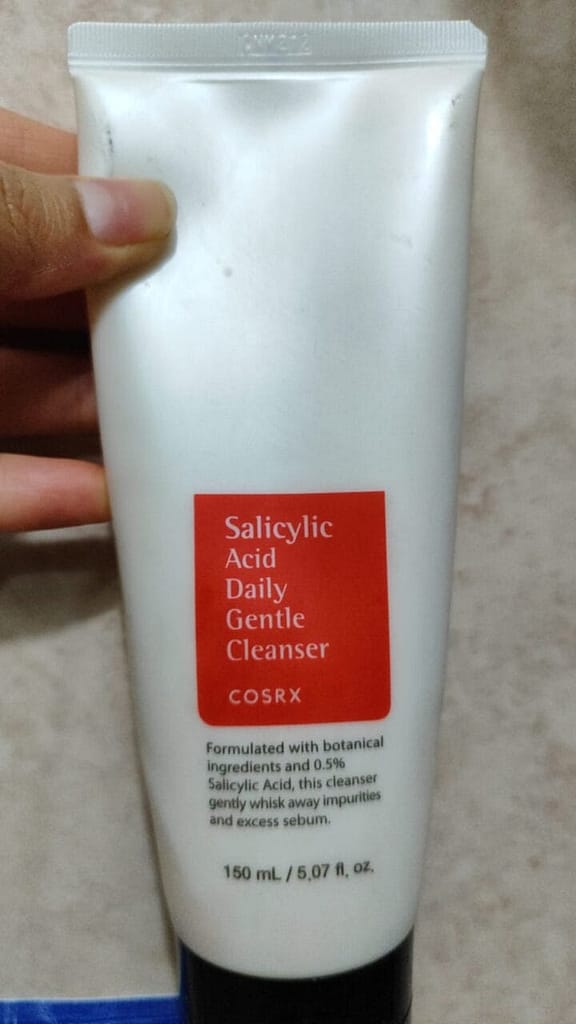 Salicylic
Acid
Daily
Gentle
Cleanser
COSRX
Formulated with botanical
ingredients and 0.5%
Salicylic Acid, this cleanser
gently whisk away impurities
and excess sebum.
150 mL / 5.07 fl. oz.